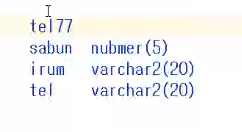 tel77
sabun nubmer(5)
irum varchar2(20)
tel varchar2(20)